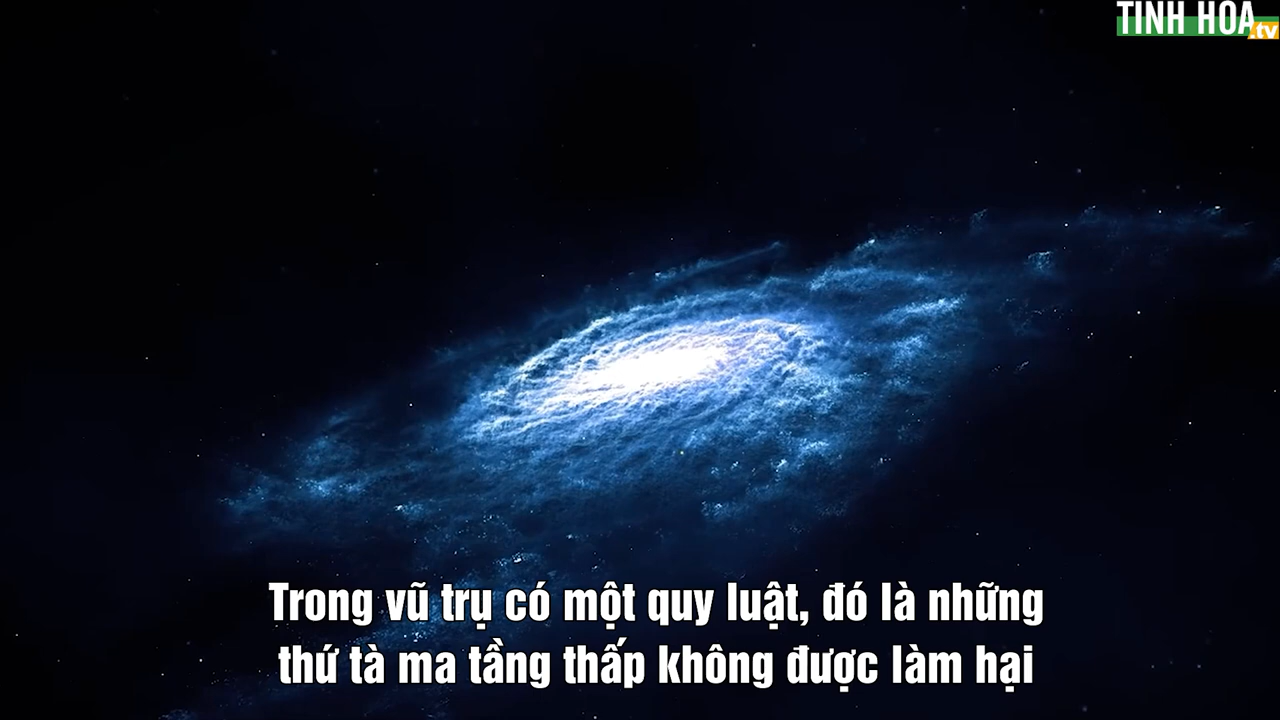 TINH HOA
.tv
Trong vũ trụ có một quy luật, đó là những
thứ tà ma tầng thấp không được làm hại